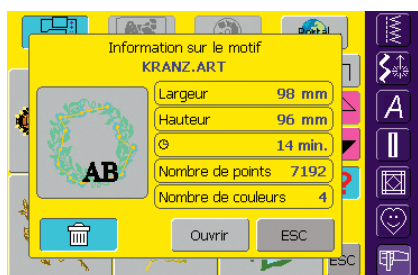 Portal
Information sur le motif
KRANZ.ART
Largeur 98 mm
Hauteur 96 mm
14 min.
Nombre de points 7192
Nombre de couleurs 4
AB
Ouvrir ESC
ESC
A
?